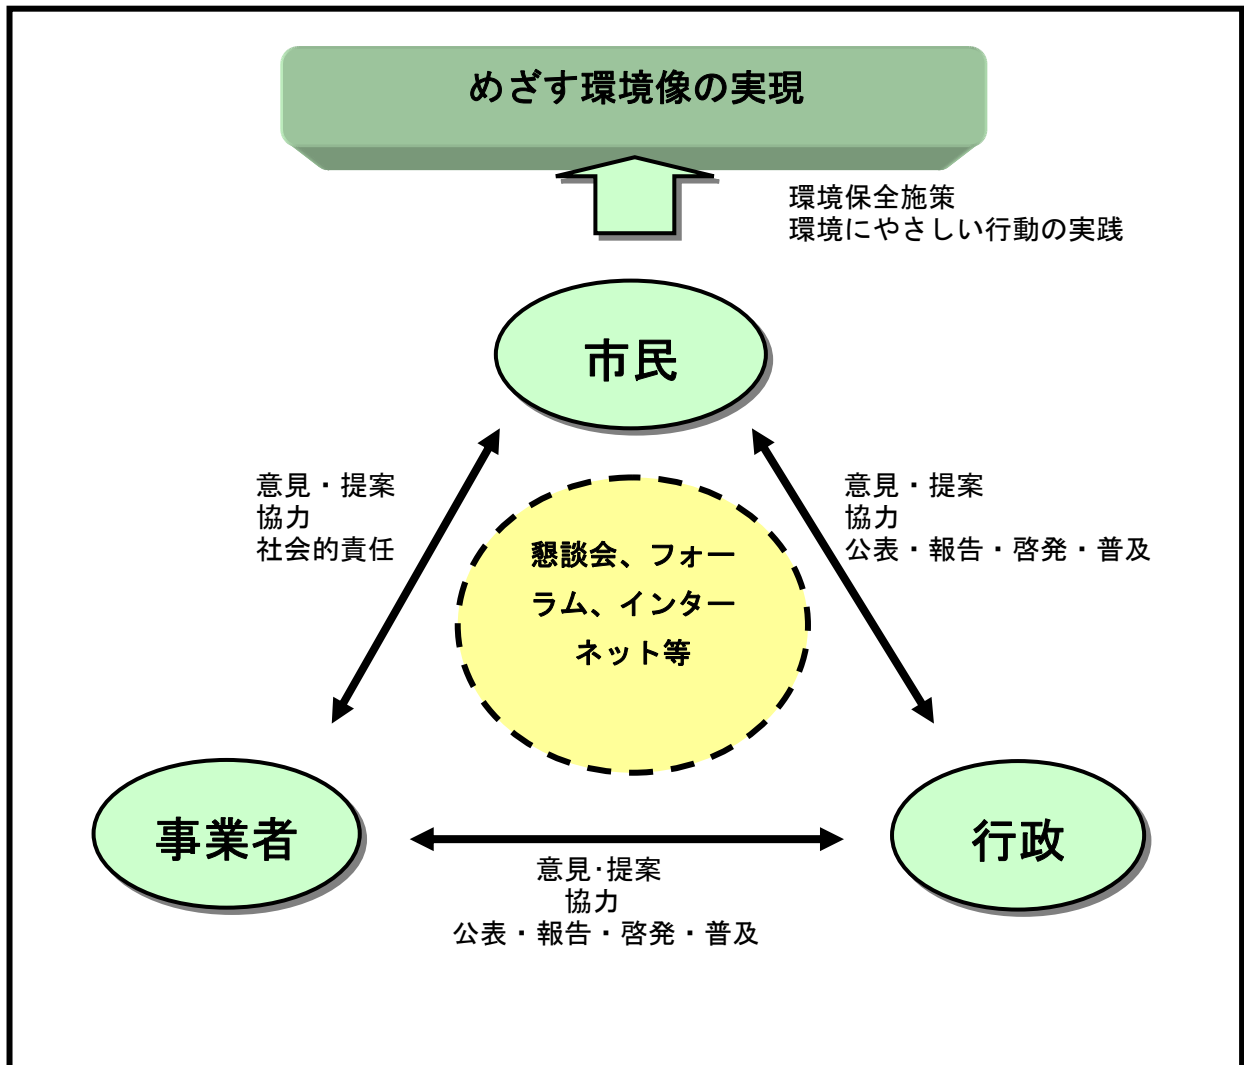 めざす環境像の実現
環境保全施策
環境にやさしい行動の実践
市民
意見・提案
協力
社会的責任
意見・提案
協力
公表・報告・啓発・普及
懇談会、フォー
ラム、インター
ネット等
事業者
行政
意見･提案
協力
公表・報告・啓発・普及